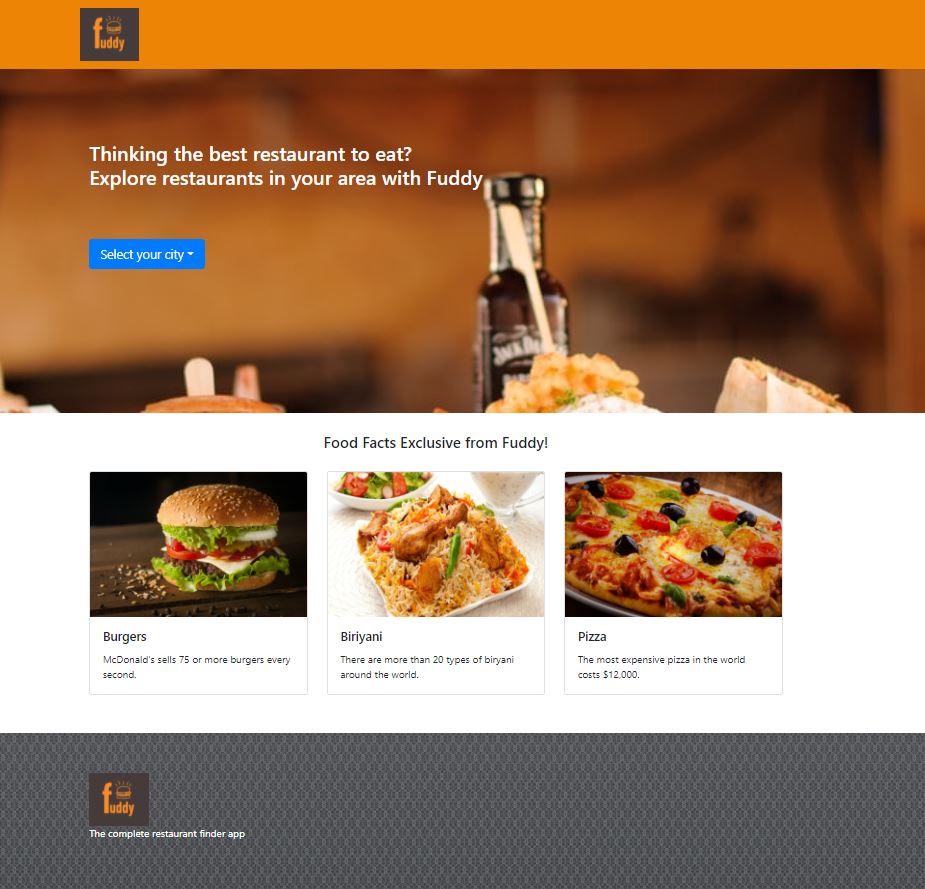 fuddy
Thinking the best restaurant to eat?
Explore restaurants in your area with Fuddy
Select your city
Food Facts Exclusive from Fuddy!
Burgers
McDonald's sells 75 or more burgers every
second.
Biriyani
There are more than 20 types of biryani
around the world.
Pizza
The most expensive pizza in the world
costs $12,000.
fuddy
The complete restaurant finder app